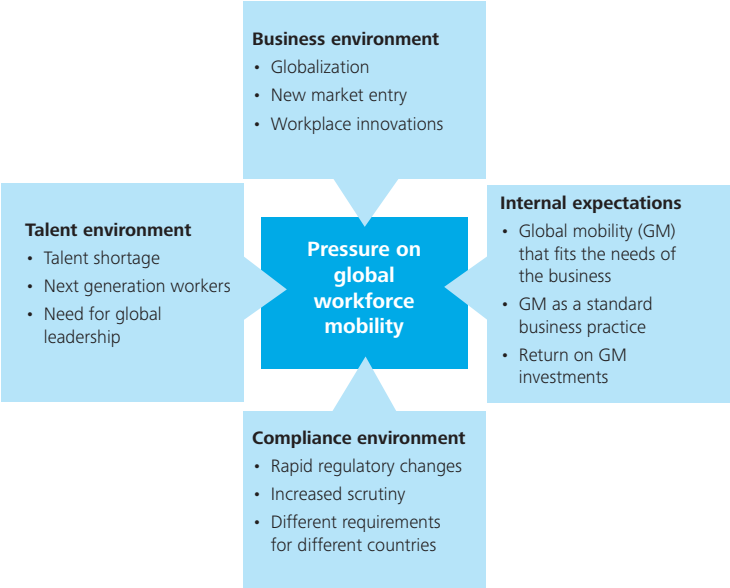 Business environment
• Globalization
• New market entry
• Workplace innovations
Talent environment
• Talent shortage
• Next generation workers
• Need for global
leadership
Pressure on
global
workforce
mobility
Internal expectations
• Global mobility (GM)
that fits the needs of
the business
• GM as a standard
business practice
• Return on GM
investments
Compliance environment
• Rapid regulatory changes
• Increased scrutiny
• Different requirements
for different countries